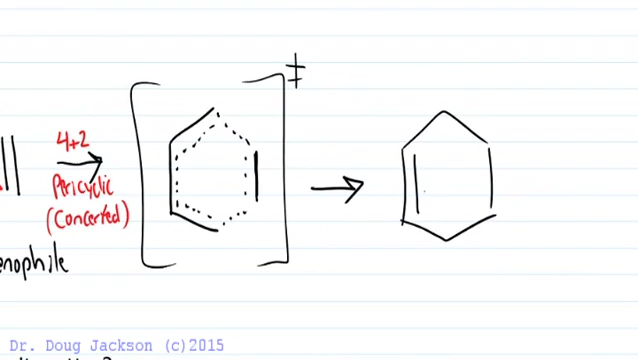 ‡
4+2
Pericyclic
(Concerted)
enophile
Dr. Doug Jackson (c)2015